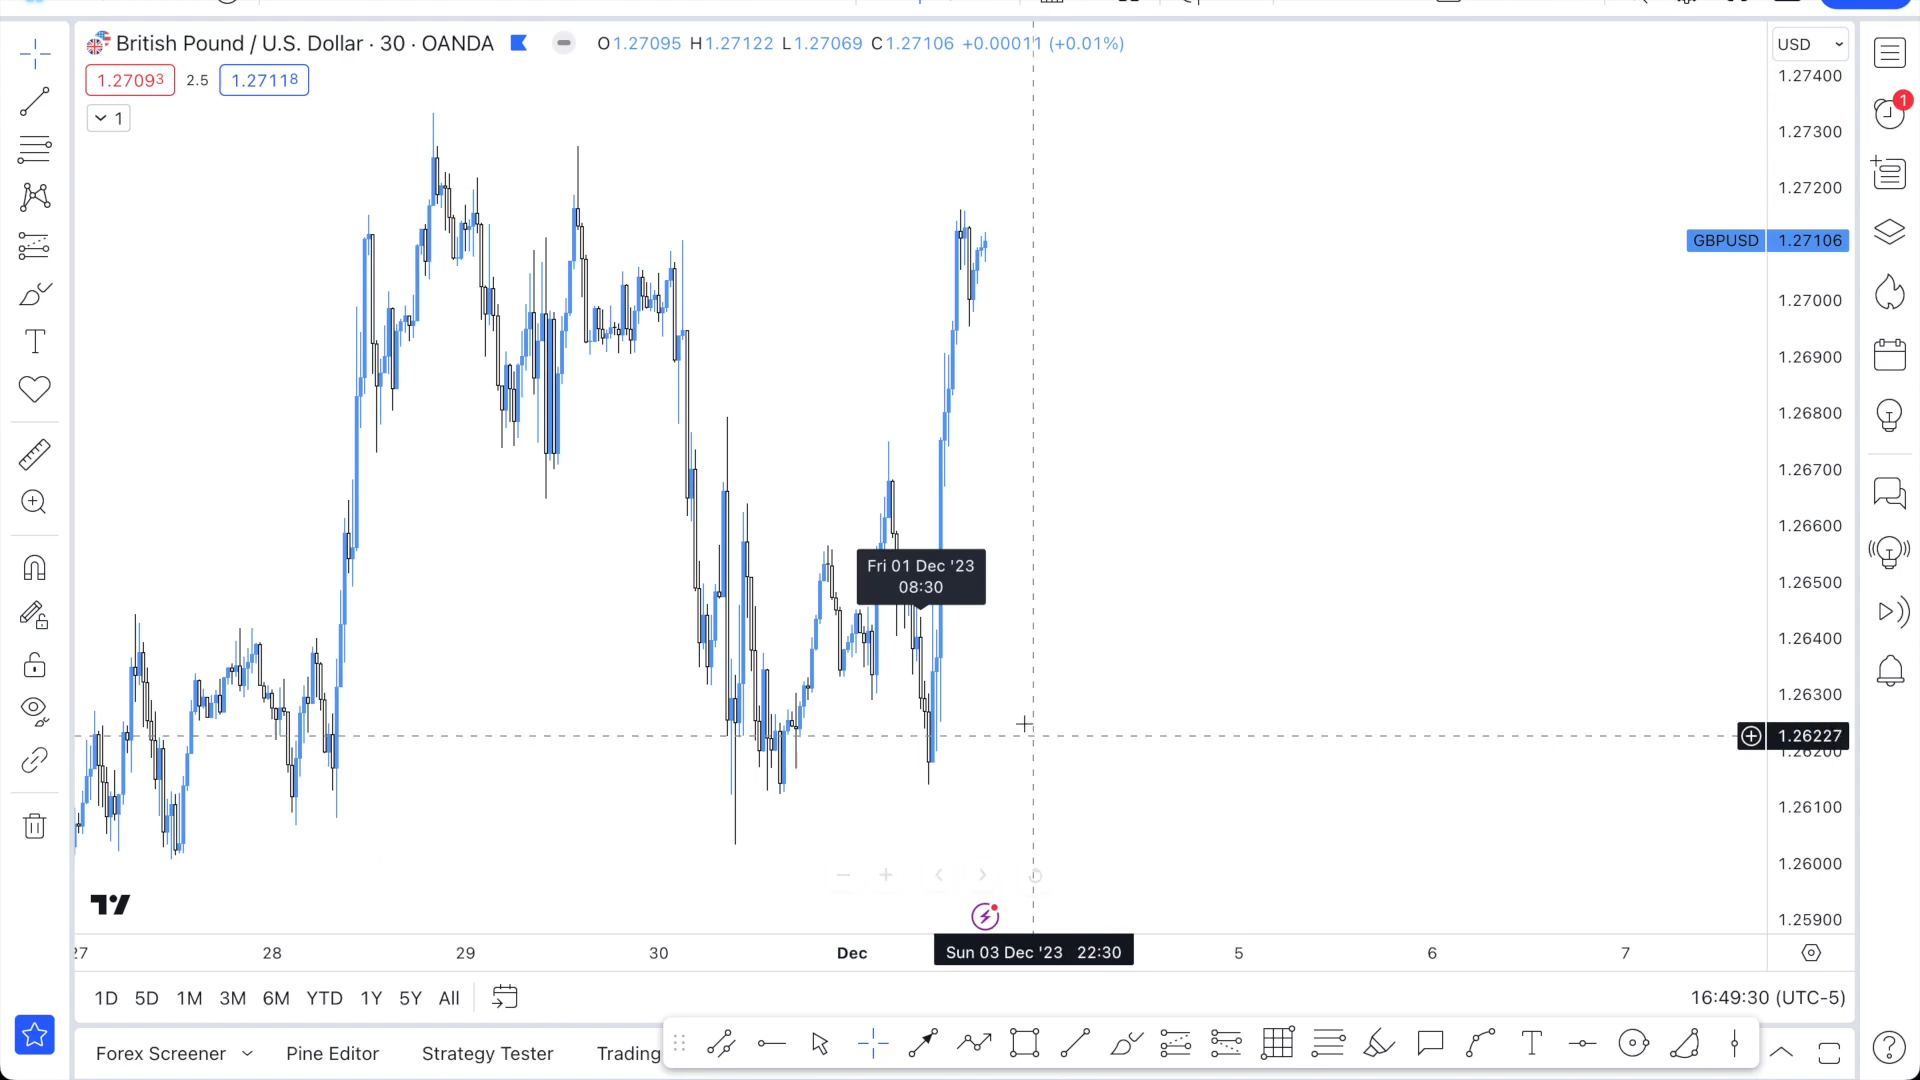 British Pound / U.S. Dollar · 30 · OANDA
O1.27095 H1.27122 L1.27069 C1.27106 +0.00011 (+0.01%)
USD
1.27093 2.5 1.27118
1
1
1.27400
1.27300
1.27200
GBPUSD 1.27106
1.27000
1.26900
1.26800
1.26700
1.26600
Fri 01 Dec '23
08:30
1.26500
1.26400
1.26300
1.26227
1.26200
1.26100
1.26000
1.25900
27 28 29 30 Dec Sun 03 Dec '23 22:30 5 6 7
1D 5D 1M 3M 6M YTD 1Y 5Y All
16:49:30 (UTC-5)
Forex Screener Pine Editor Strategy Tester Trading